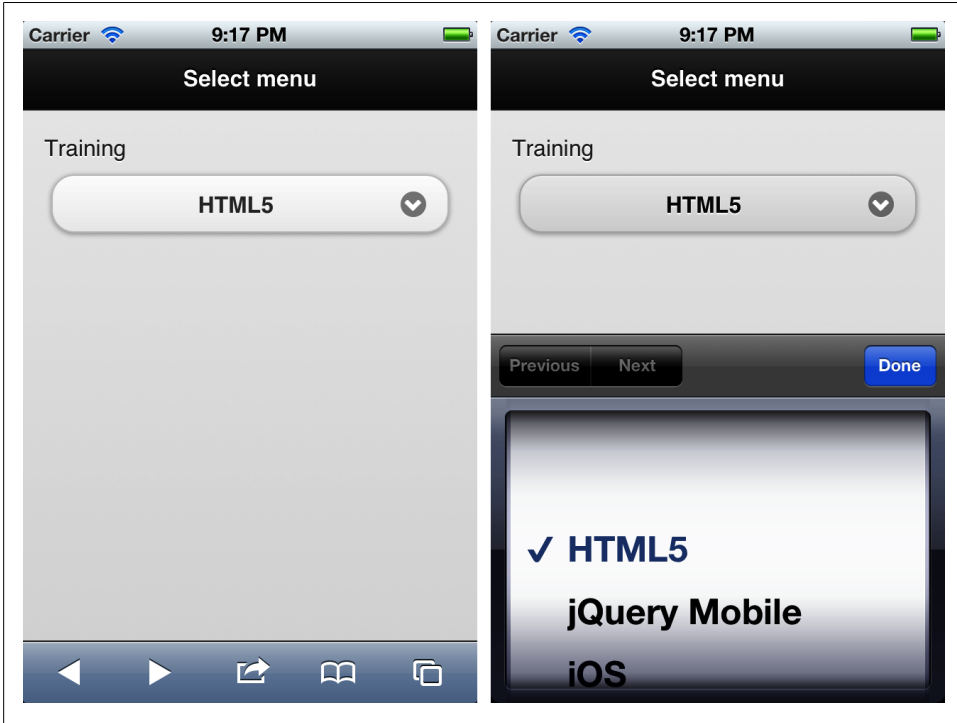 Carrier 9:17 PM
Select menu
Training
HTML5
Carrier 9:17 PM
Select menu
Training
HTML5
Previous Next Done
✓ HTML5
jQuery Mobile
iOS